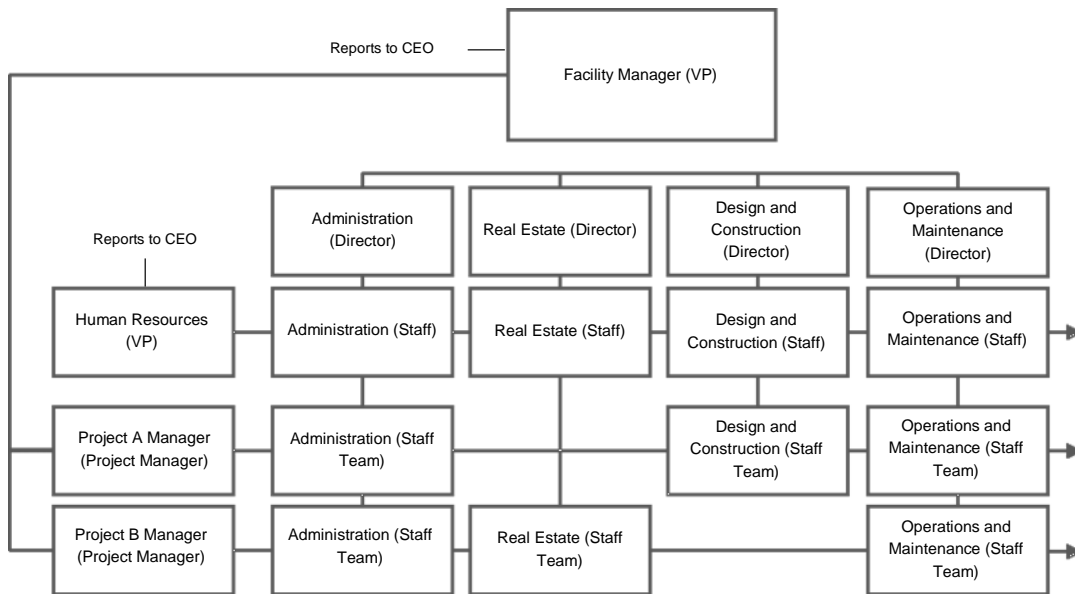 Reports to CEO
Facility Manager (VP)
Administration
(Director)
Real Estate (Director)
Design and
Construction
(Director)
Operations and
Maintenance
(Director)
Reports to CEO
Human Resources
(VP)
Administration (Staff)
Real Estate (Staff)
Design and
Construction (Staff)
Operations and
Maintenance (Staff)
Project A Manager
(Project Manager)
Administration (Staff
Team)
Design and
Construction (Staff
Team)
Operations and
Maintenance (Staff
Team)
Project B Manager
(Project Manager)
Administration (Staff
Team)
Real Estate (Staff
Team)
Operations and
Maintenance (Staff
Team)